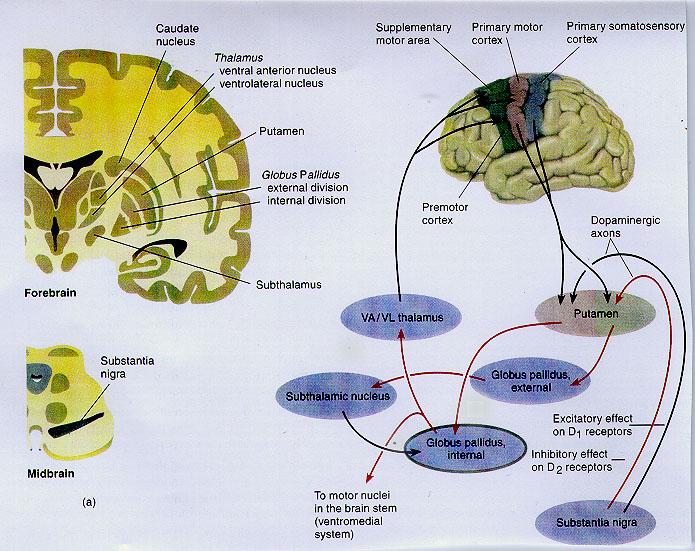 Caudate
nucleus
Thalamus
ventral anterior nucleus
ventrolateral nucleus
Putamen
Globus Pallidus
external division
internal division
Subthalamus
Forebrain
Substantia
nigra
Midbrain
(a)
Supplementary
motor area
Primary motor
cortex
Primary somatosensory
cortex
Premotor
cortex
Dopaminergic
axons
VA/VL thalamus
Putamen
Globus pallidus,
external
Subthalamic nucleus
Globus pallidus,
internal
Excitatory effect
on D1 receptors
Inhibitory effect
on D2 receptors
To motor nuclei
in the brain stem
(ventromedial
system)
Substantia nigra